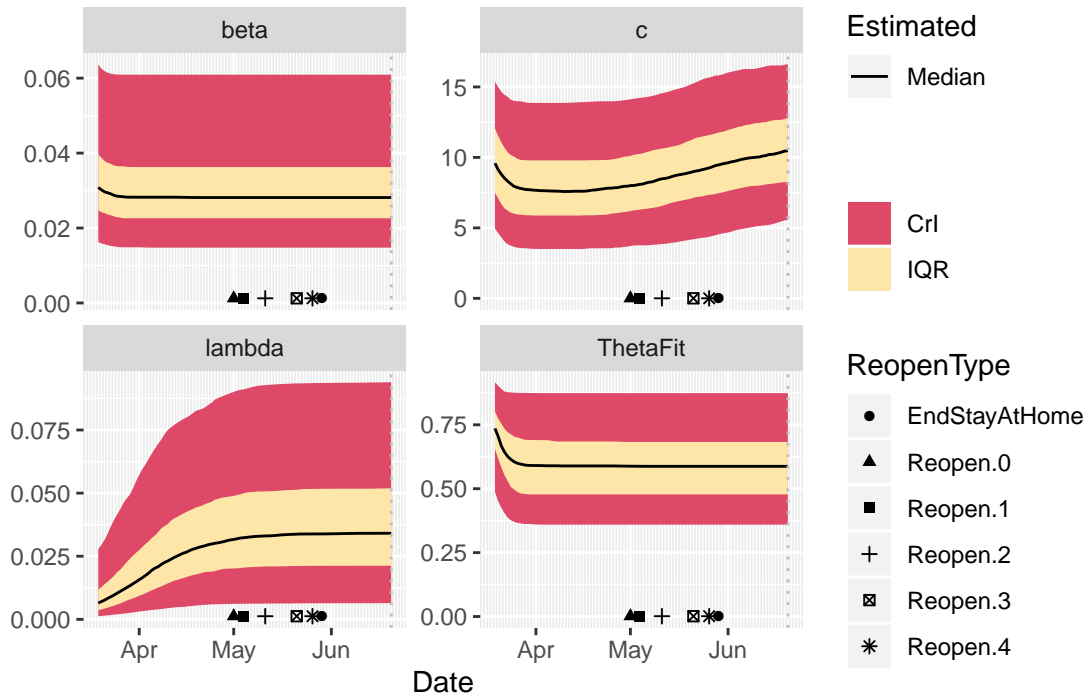 beta
c
0.06
0.04
0.02
0.00
15
10
5
0
lambda
ThetaFit
0.075
0.050
0.025
0.000
0.75
0.50
0.25
0.00
Apr May Jun
Apr May Jun
Date
Estimated
Median
CrI
IQR
ReopenType
EndStayAtHome
Reopen.0
Reopen.1
Reopen.2
Reopen.3
Reopen.4